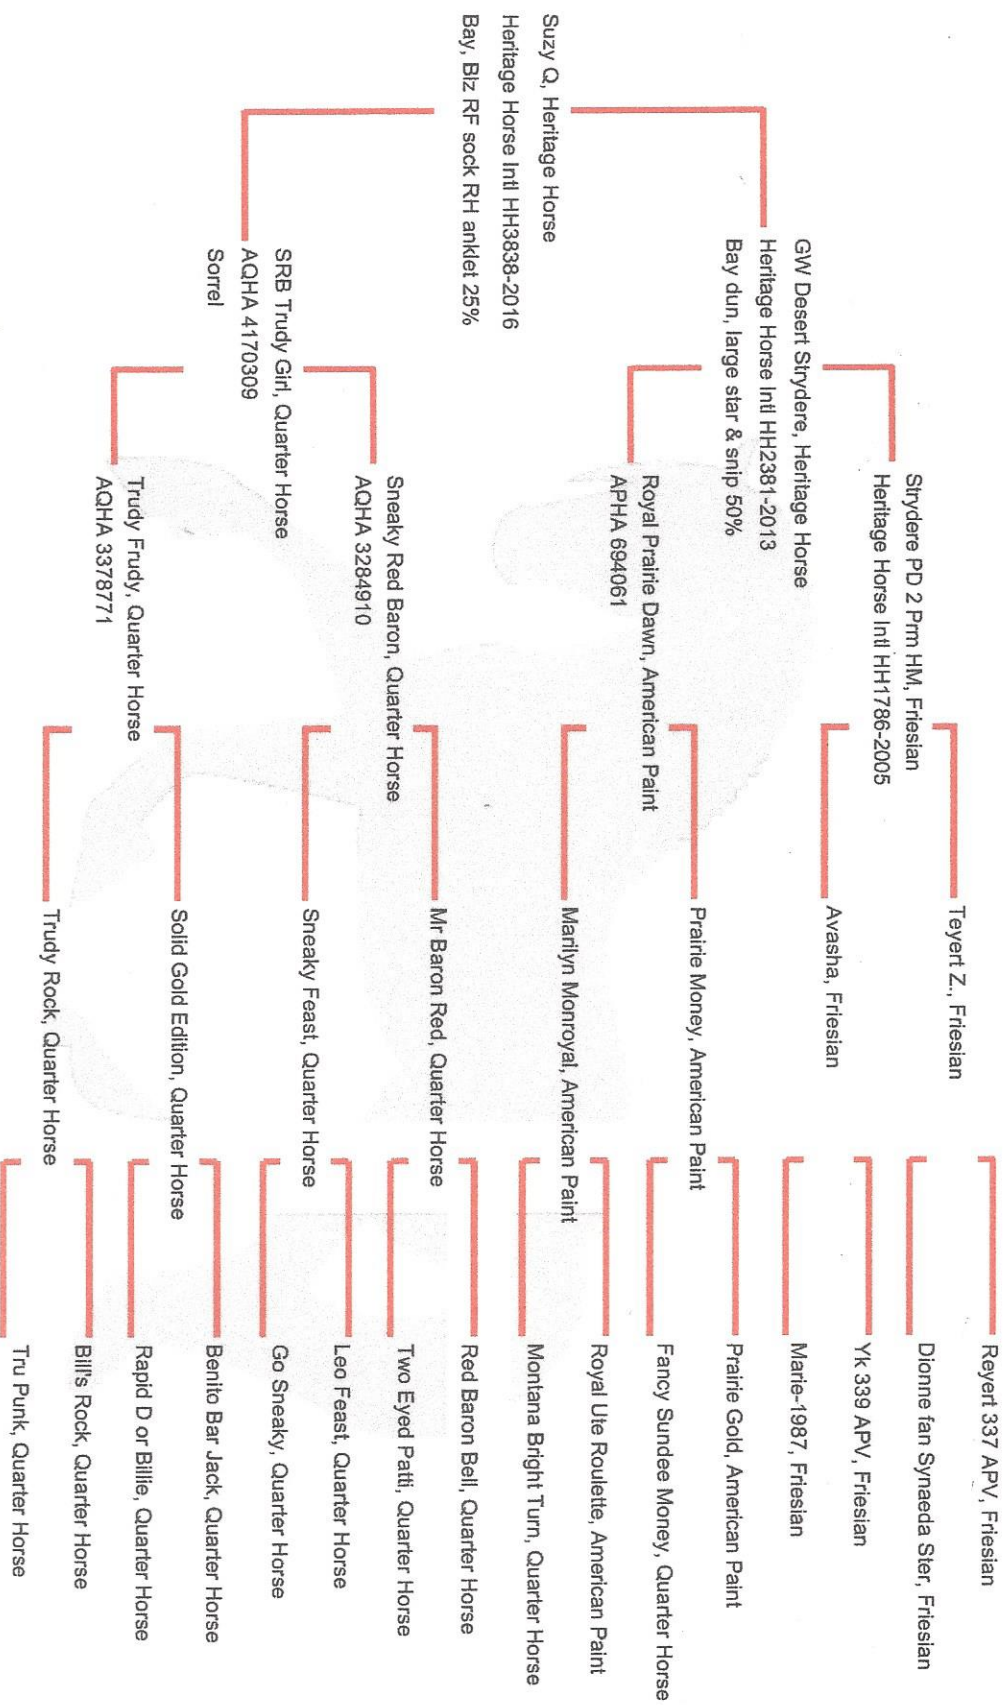 Suzy Q, Heritage Horse
Heritage Horse Intl HH3838-2016
Bay, Blz RF sock RH anklet 25%
GW Desert Strydere, Heritage Horse
Heritage Horse Intl HH2381-2013
Bay dun, large star & snip 50%
SRB Trudy Girl, Quarter Horse
AQHA 4170309
Sorrel
Strydere PD 2 Prm HM, Friesian
Heritage Horse Intl HH1786-2005
Royal Prairie Dawn, American Paint
APHA 694061
Sneaky Red Baron, Quarter Horse
AQHA 3284910
Trudy Frudy, Quarter Horse
AQHA 3378771
Teyert Z., Friesian
Avasha, Friesian
Prairie Money, American Paint
Marilyn Monroyal, American Paint
Mr Baron Red, Quarter Horse
Sneaky Feast, Quarter Horse
Solid Gold Edition, Quarter Horse
Trudy Rock, Quarter Horse
Reyert 337 APV, Friesian
Dionne fan Synaeda Ster, Friesian
Yk 339 APV, Friesian
Marie-1987, Friesian
Prairie Gold, American Paint
Fancy Sundee Money, Quarter Horse
Royal Ute Roulette, American Paint
Montana Bright Turn, Quarter Horse
Red Baron Bell, Quarter Horse
Two Eyed Patti, Quarter Horse
Leo Feast, Quarter Horse
Go Sneaky, Quarter Horse
Benito Bar Jack, Quarter Horse
Rapid D or Billie, Quarter Horse
Bill's Rock, Quarter Horse
Tru Punk, Quarter Horse